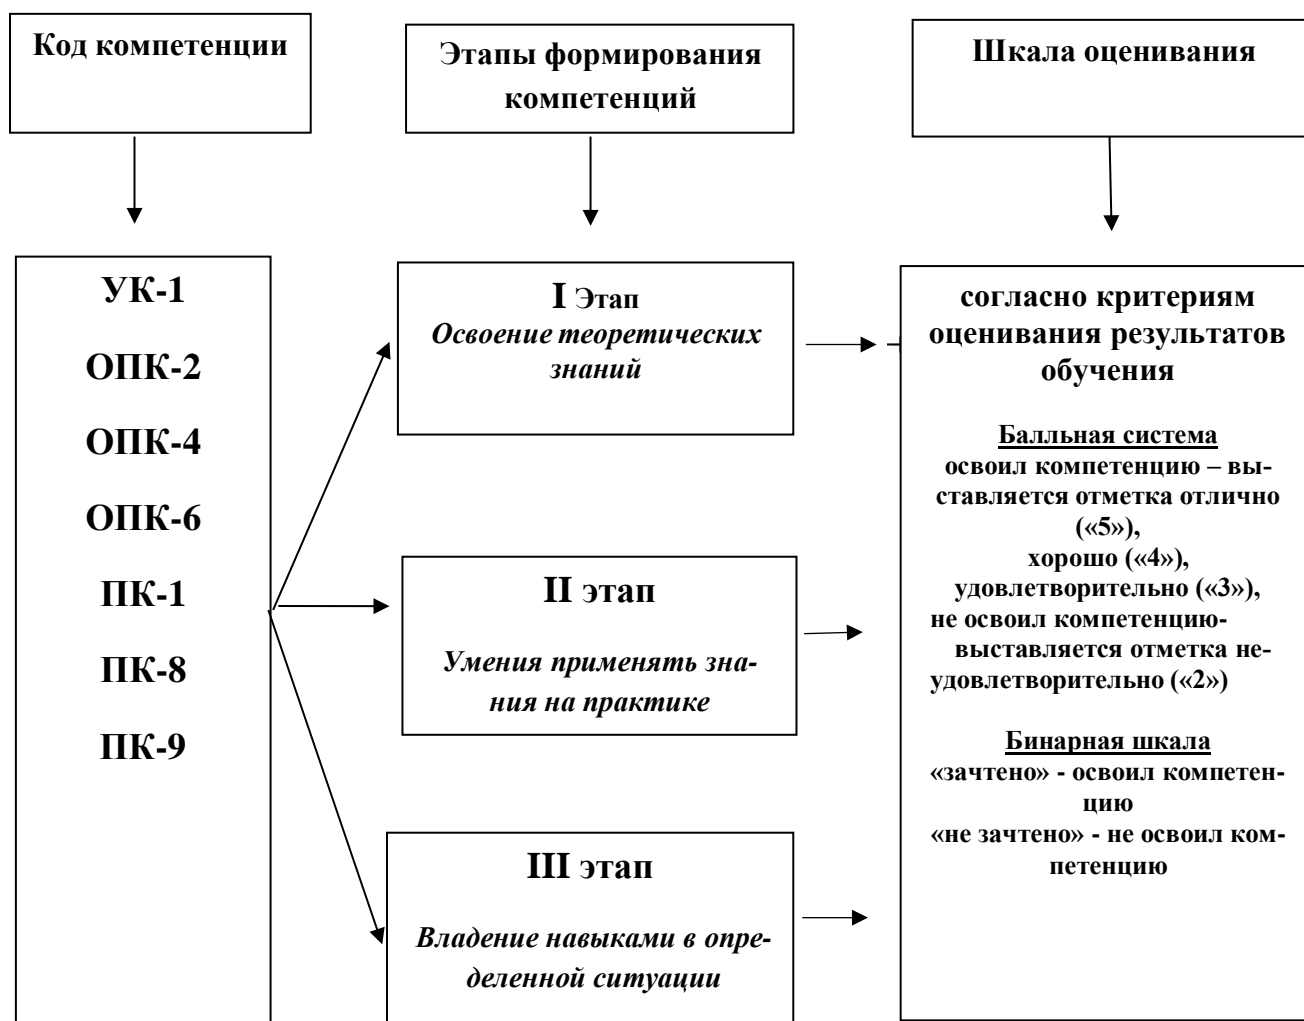 Код компетенции
Этапы формирования
компетенций
Шкала оценивания
УК-1
ОПК-2
ОПК-4
ОПК-6
ПК-1
ПК-8
ПК-9
I Этап
Освоение теоретических
знаний
II этап
Умения применять зна-
ния на практике
III этап
Владение навыками в опре-
деленной ситуации
согласно критериям
оценивания результатов
обучения
Балльная система
освоил компетенцию – вы-
ставляется отметка отлично
(«5»),
хорошо («4»),
удовлетворительно («3»),
не освоил компетенцию-
выставляется отметка не-
удовлетворительно («2»)
Бинарная шкала
«зачтено» - освоил компетен-
цию
«не зачтено» - не освоил ком-
петенцию